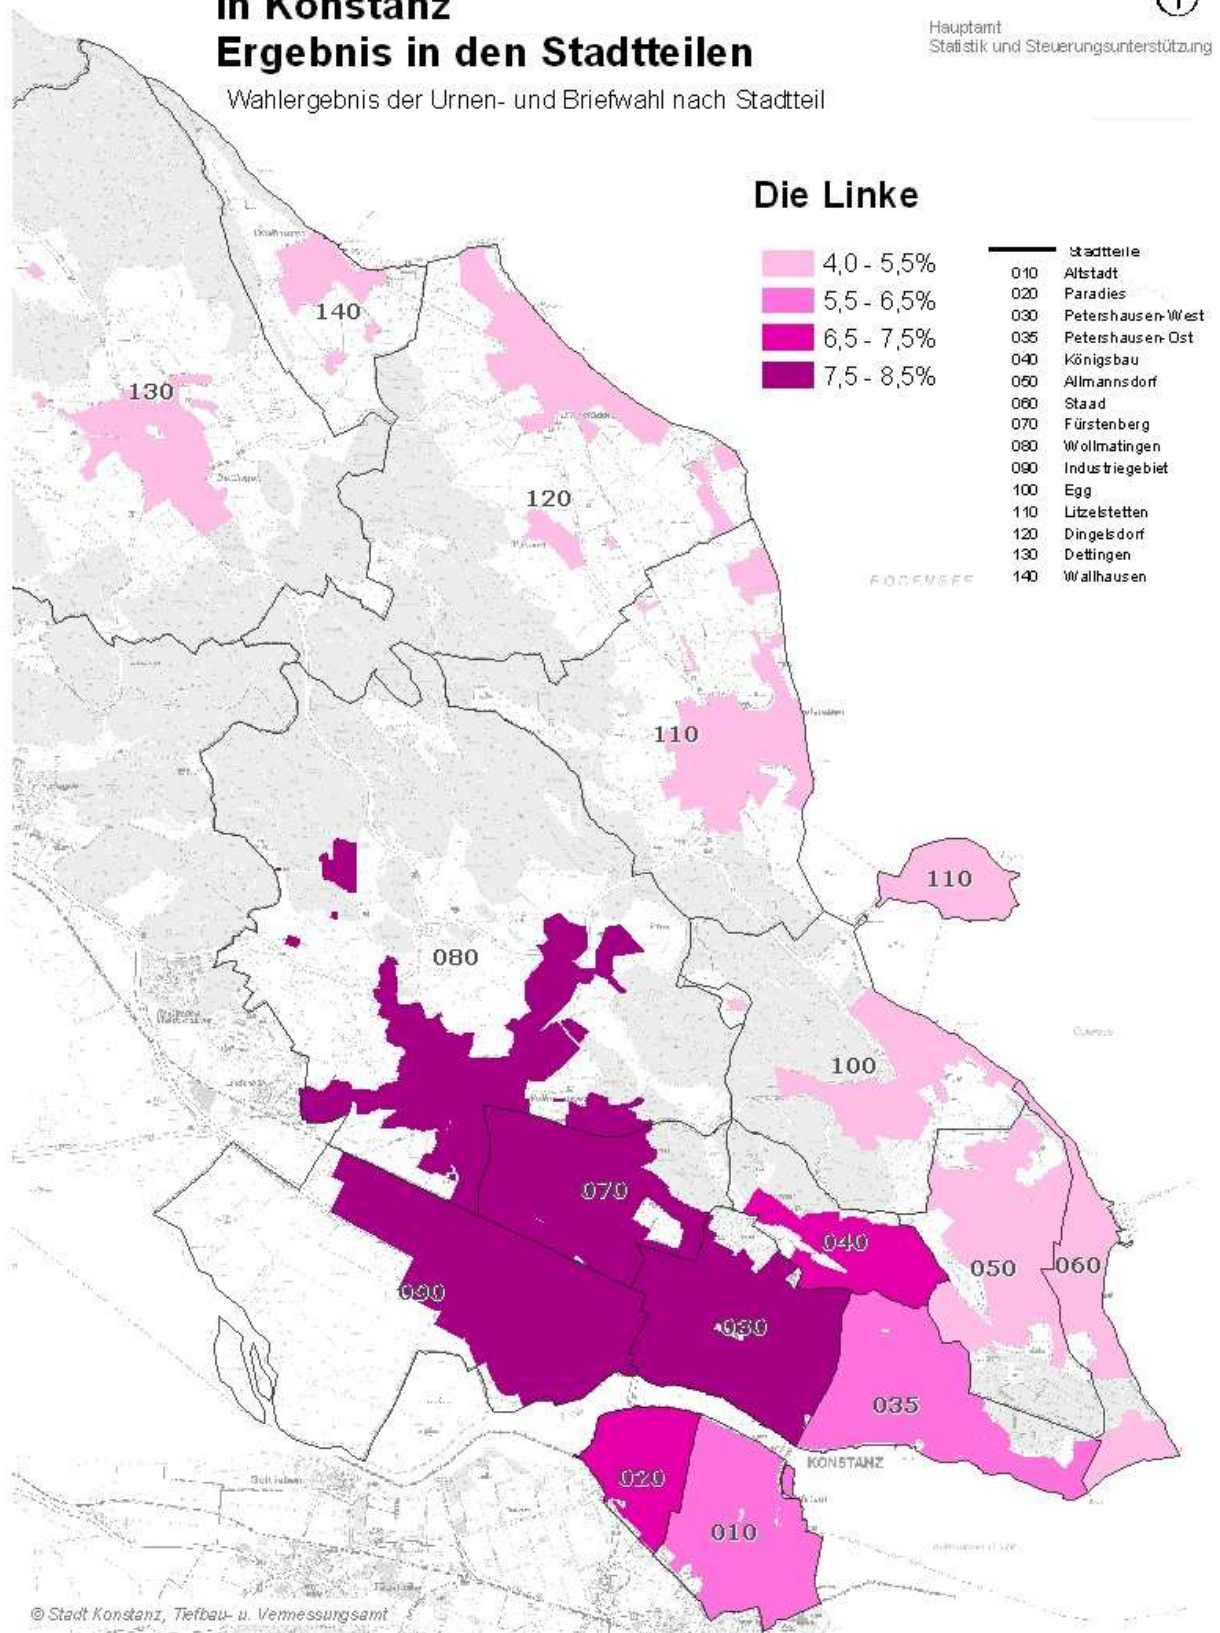 in Konstanz
Ergebnis in den Stadtteilen
Wahlergebnis der Urnen- und Briefwahl nach Stadtteil
Hauptamt
Statistik und Steuerungsunterstützung
Die Linke
4,0 - 5,5%
5,5 - 6,5%
6,5 - 7,5%
7,5 - 8,5%
Stadtteile
010 Altstadt
020 Paradies
030 Petershausen-West
035 Petershausen-Ost
040 Königsbau
050 Allmannsdorf
060 Staad
070 Fürstenberg
080 Wollmatingen
090 Industriegebiet
100 Egg
110 Litzelstetten
120 Dingelsdorf
130 Dettingen
140 Wallhausen
140
130
120
BODENSEE
110
110
080
100
070
040
050
060
090
030
035
KONSTANZ
020
010
© Stadt Konstanz, Tiefbau- u. Vermessungsamt